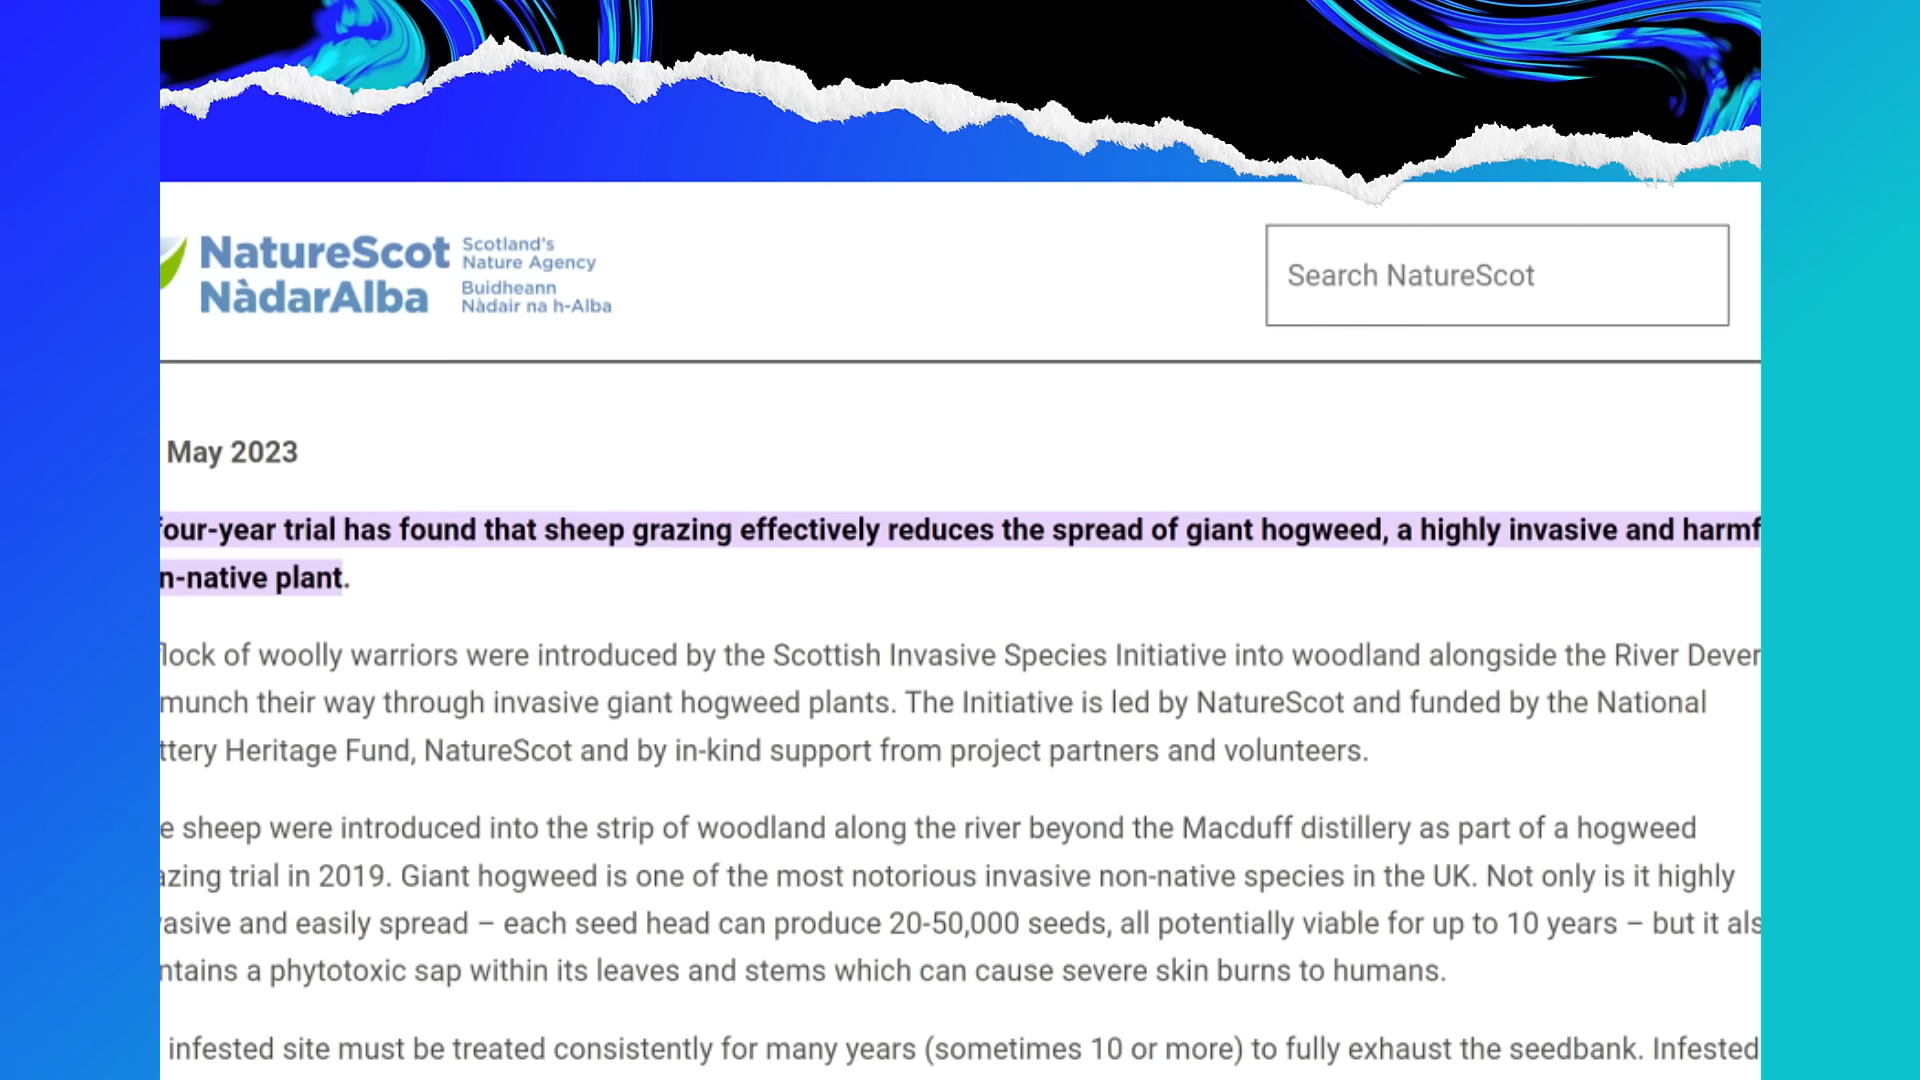 NatureScot
NàdarAlba
Scotland's
Nature Agency
Buidheann
Nàdair na h-Alba
Search NatureScot
May 2023
four-year trial has found that sheep grazing effectively reduces the spread of giant hogweed, a highly invasive and harmf
n-native plant.
flock of woolly warriors were introduced by the Scottish Invasive Species Initiative into woodland alongside the River Dever
munch their way through invasive giant hogweed plants. The Initiative is led by NatureScot and funded by the National
ttery Heritage Fund, NatureScot and by in-kind support from project partners and volunteers.
e sheep were introduced into the strip of woodland along the river beyond the Macduff distillery as part of a hogweed
azing trial in 2019. Giant hogweed is one of the most notorious invasive non-native species in the UK. Not only is it highly
vasive and easily spread – each seed head can produce 20-50,000 seeds, all potentially viable for up to 10 years – but it als
ntains a phytotoxic sap within its leaves and stems which can cause severe skin burns to humans.
infested site must be treated consistently for many years (sometimes 10 or more) to fully exhaust the seedbank. Infested